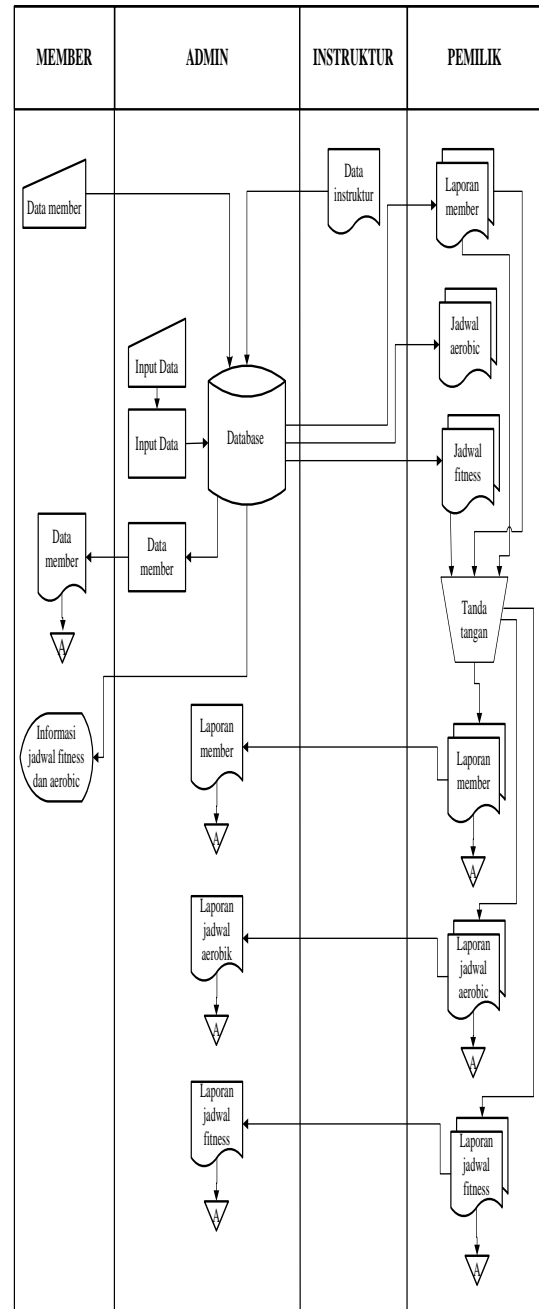 MEMBER
ADMIN
INSTRUKTUR
PEMILIK
Data member
Data
instruktur
Laporan
member
Jadwal
aerobic
Input Data
Input Data
Database
Jadwal
fitness
Data
member
Data
member
A
Tanda
tangan
Informasi
jadwal fitness
dan aerobic
Laporan
member
A
Laporan
member
A
Laporan
jadwal
aerobik
A
Laporan
jadwal
aerobic
A
Laporan
jadwal
fitness
A
Laporan
jadwal
fitness
A